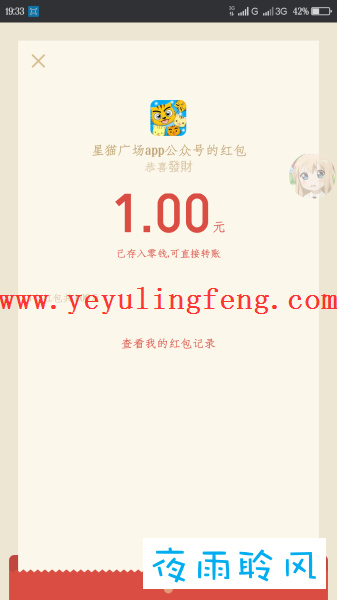 19:33
3G G 3G 42%
星猫广场app公众号的红包
恭喜發財
1.00元
已存入零钱,可直接转账
www.yeyulingfeng.com
查看我的红包记录
夜雨聆风